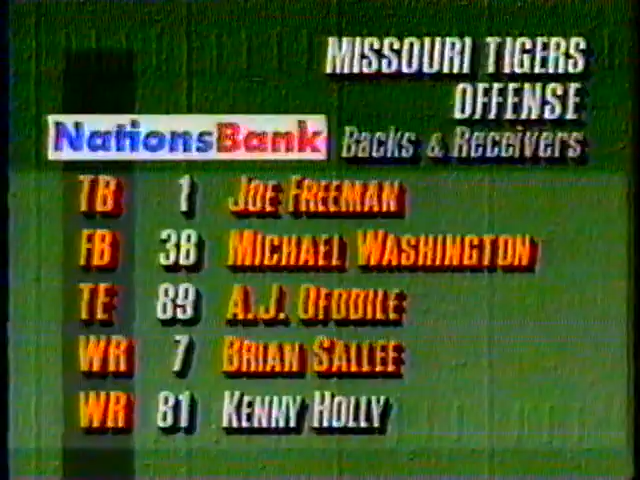 MISSOURI TIGERS
OFFENSE
NationsBank Backs & Receivers
TB 1 JOE FREEMAN
FB 38 MICHAEL WASHINGTON
TE 89 A.J. OFODILE
WR 7 BRIAN SALLEE
WR 81 KENNY HOLLY